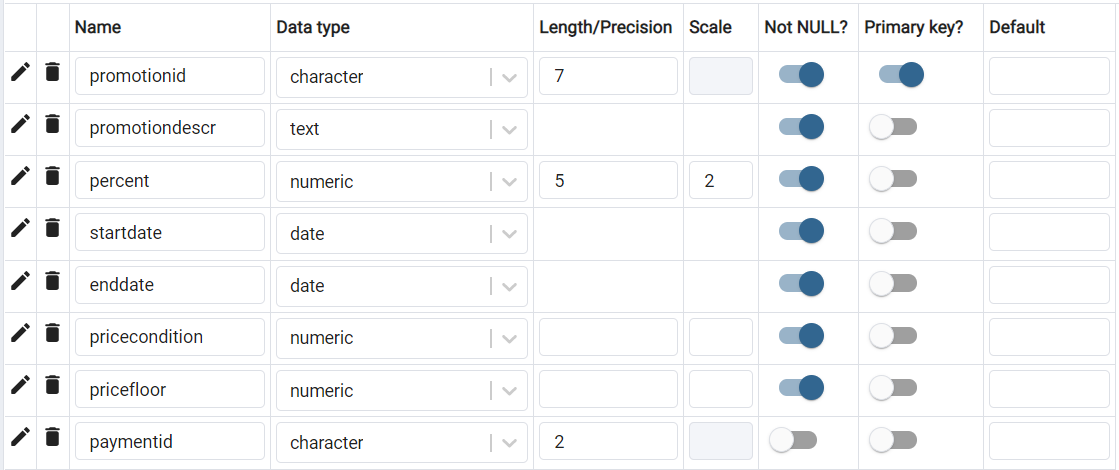 Name Data type Length/Precision Scale Not NULL? Primary key? Default
promotionid character 7
promotiondescr text
percent numeric 5 2
startdate date
enddate date
pricecondition numeric
pricefloor numeric
paymentid character 2